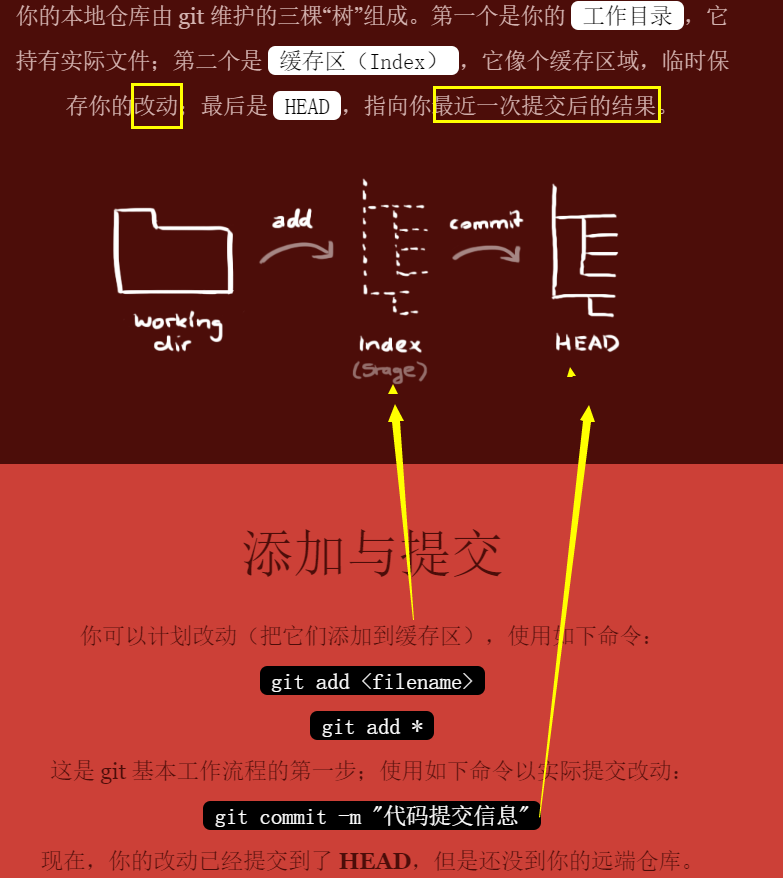 你的本地仓库由 git 维护的三棵“树”组成。第一个是你的 工作目录，它
持有实际文件；第二个是 缓存区（Index），它像个缓存区域，临时保
存你的改动；最后是 HEAD，指向你最近一次提交后的结果。
add
commit
working
dir
Index
(Stage)
HEAD
添加与提交
你可以计划改动（把它们添加到缓存区），使用如下命令：
git add <filename>
git add *
这是 git 基本工作流程的第一步；使用如下命令以实际提交改动：
git commit -m "代码提交信息"
现在，你的改动已经提交到了 HEAD，但是还没到你的远端仓库。